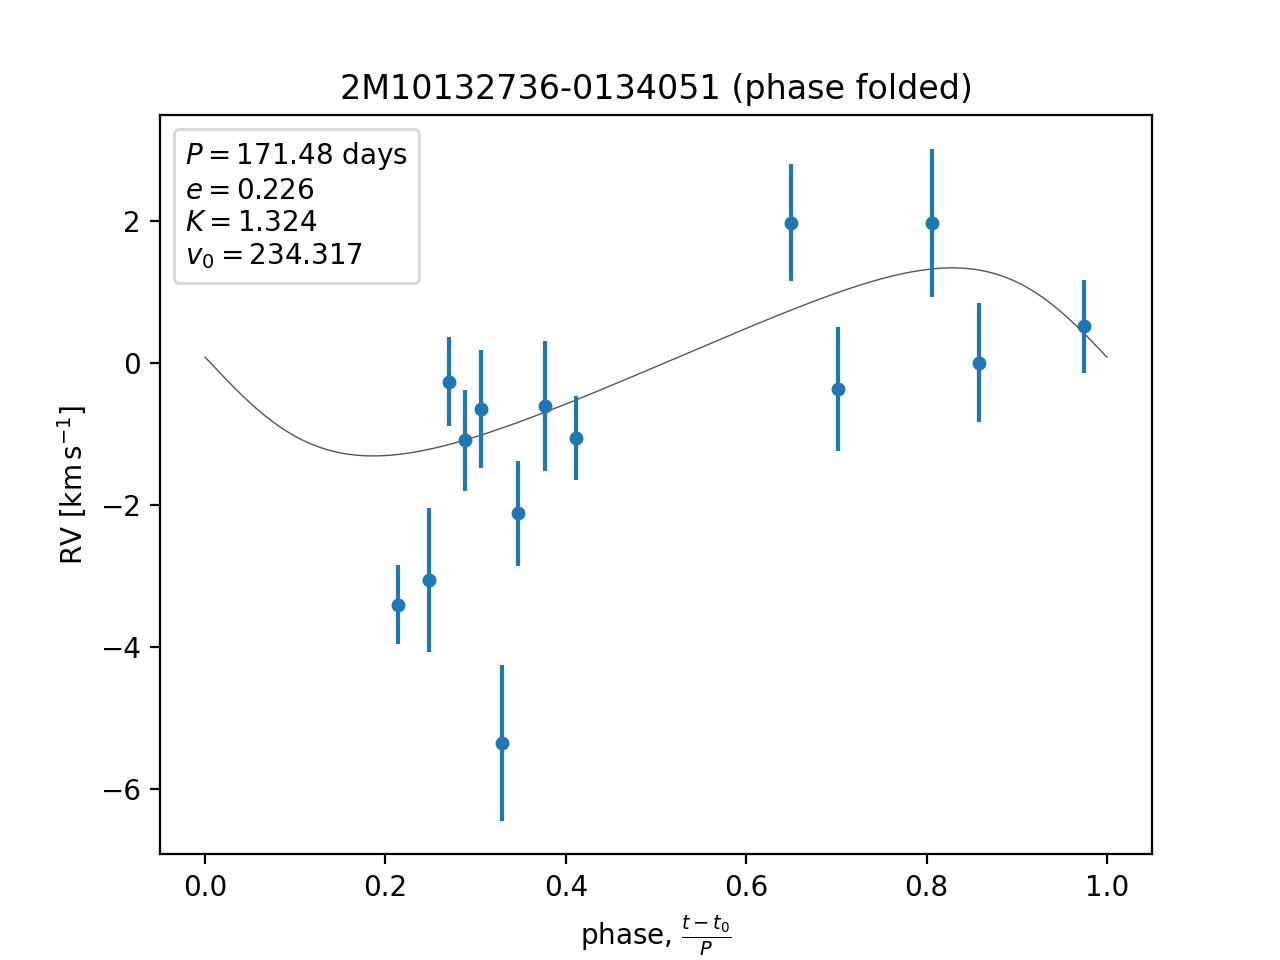 2M10132736-0134051 (phase folded)
P = 171.48 days
e = 0.226
K = 1.324
v₀ = 234.317
RV [km s⁻¹]
2
0
−2
−4
−6
0.0 0.2 0.4 0.6 0.8 1.0
phase, (t − t₀)/P